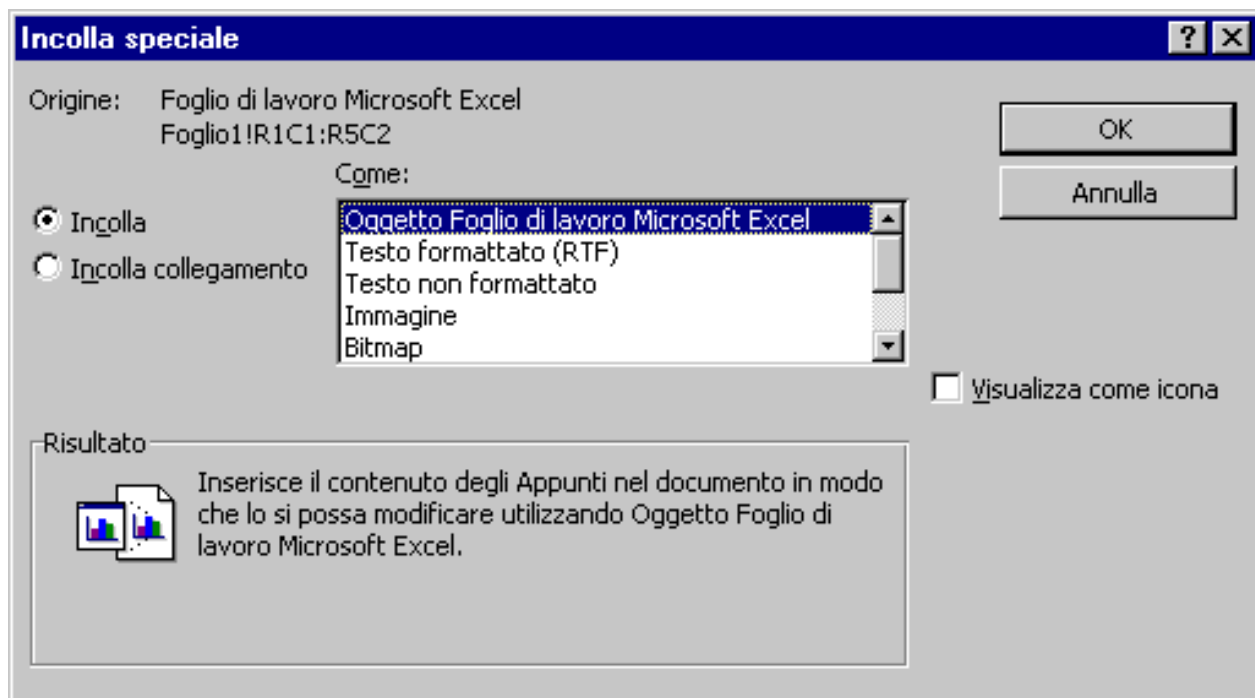 Incolla speciale
Origine: Foglio di lavoro Microsoft Excel
Foglio1!R1C1:R5C2
OK
Come:
Annulla
Incolla
Incolla collegamento
Oggetto Foglio di lavoro Microsoft Excel
Testo formattato (RTF)
Testo non formattato
Immagine
Bitmap
Visualizza come icona
Risultato
Inserisce il contenuto degli Appunti nel documento in modo
che lo si possa modificare utilizzando Oggetto Foglio di
lavoro Microsoft Excel.